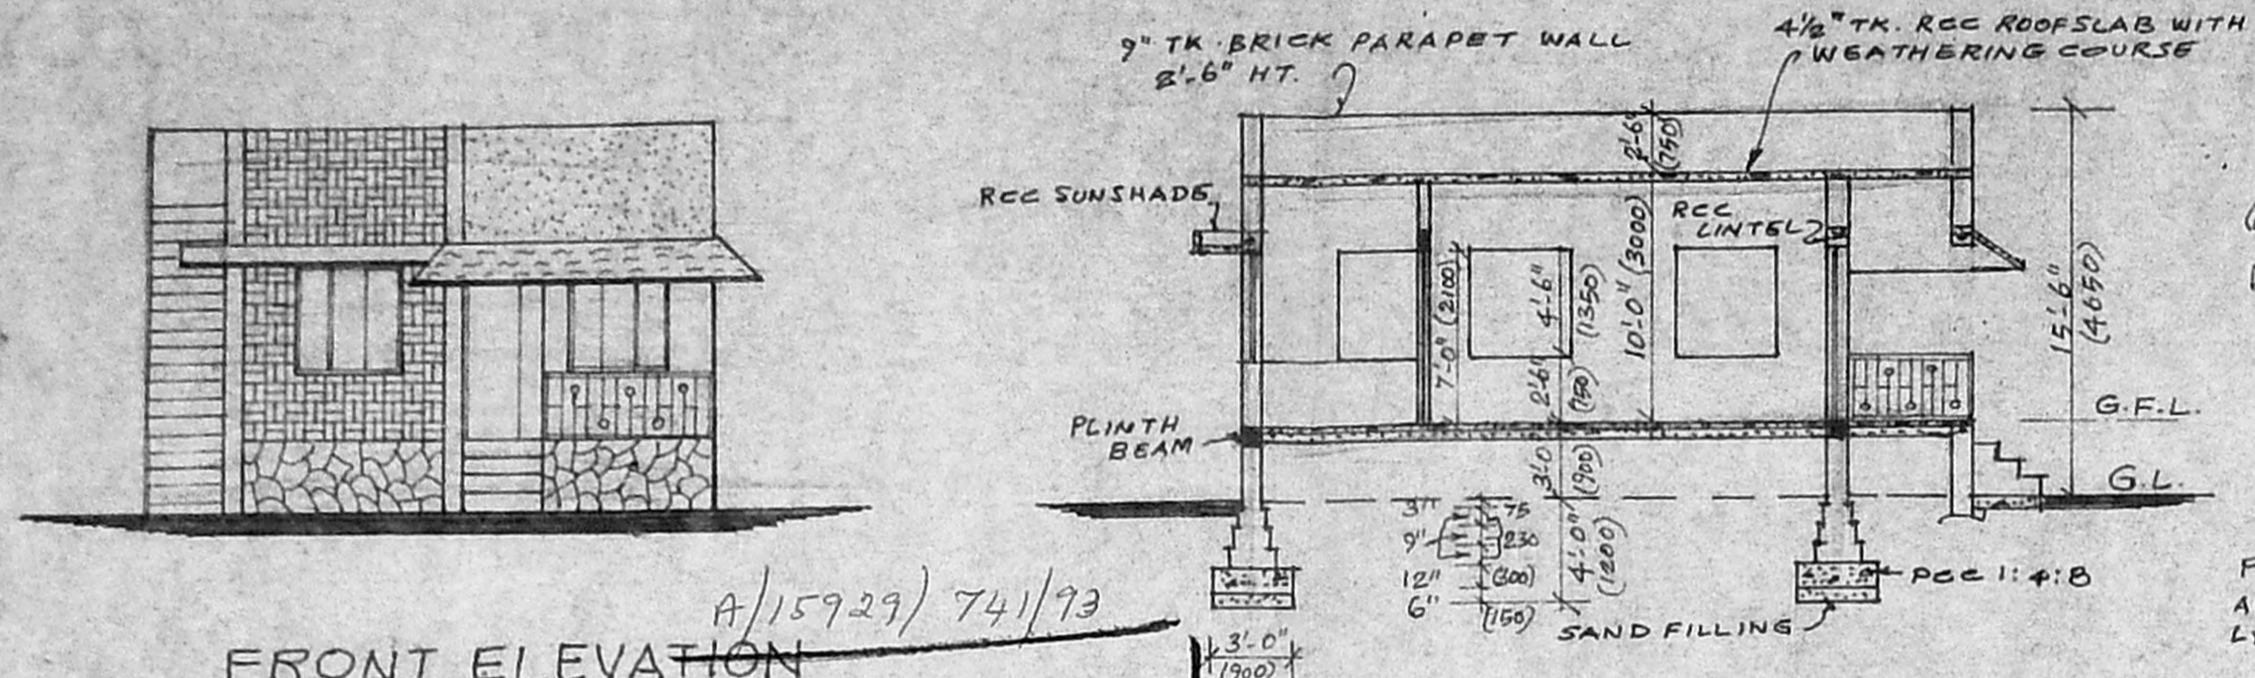 9" TK. BRICK PARAPET WALL
2'-6" HT.
4½" TK. RCC ROOFSLAB WITH
WEATHERING COURSE
2'-6"
(750)
RCC SUNSHADE
RCC
LINTEL
10'-0" (3000)
7'-0" (2100)
4'-6"
(1350)
2'-6"
(750)
15'-6"
(4650)
PLINTH
BEAM
G.F.L.
G.L.
3'-0
(900)
3" 75
9" 230
12" (300)
6" (150)
4'-0"
(1200)
PCC 1:4:8
SAND FILLING
3'-0"
(900)
A/15929) 741/93
FRONT ELEVATION